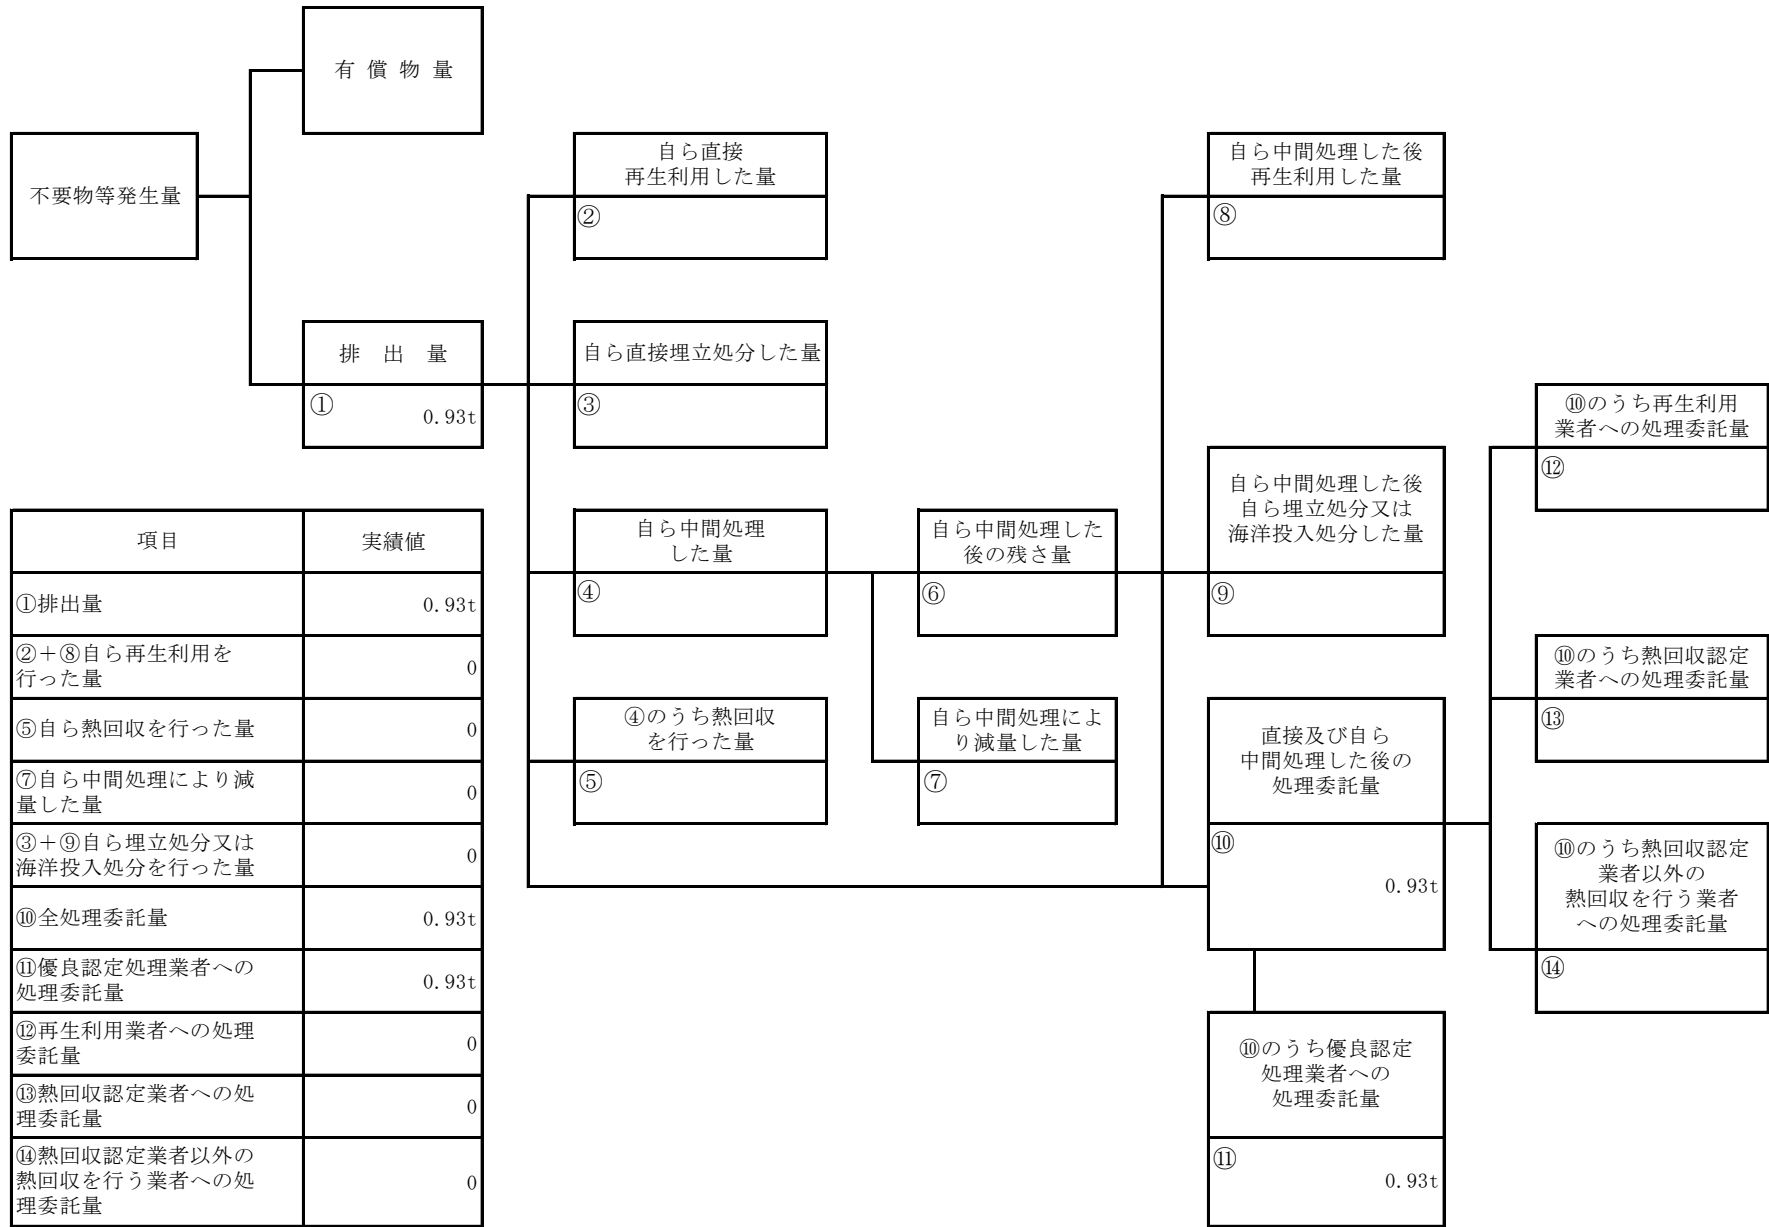 有償物量
不要物等発生量
自ら直接
再生利用した量
②
自ら中間処理した後
再生利用した量
⑧
排出量
① 0.93t
自ら直接埋立処分した量
③
⑩のうち再生利用
業者への処理委託量
⑫
自ら中間処理した後
自ら埋立処分又は
海洋投入処分した量
⑨
自ら中間処理
した量
④
自ら中間処理した
後の残さ量
⑥
⑩のうち熱回収認定
業者への処理委託量
⑬
④のうち熱回収
を行った量
⑤
自ら中間処理によ
り減量した量
⑦
直接及び自ら
中間処理した後の
処理委託量
⑩
0.93t
⑩のうち熱回収認定
業者以外の
熱回収を行う業者
への処理委託量
⑭
⑩のうち優良認定
処理業者への
処理委託量
⑪
0.93t
項目 実績値
①排出量 0.93t
②+⑧自ら再生利用を
行った量 0
⑤自ら熱回収を行った量 0
⑦自ら中間処理により減
量した量 0
③+⑨自ら埋立処分又は
海洋投入処分を行った量 0
⑩全処理委託量 0.93t
⑪優良認定処理業者への
処理委託量 0.93t
⑫再生利用業者への処理
委託量 0
⑬熱回収認定業者への処
理委託量 0
⑭熱回収認定業者以外の
熱回収を行う業者への処
理委託量 0